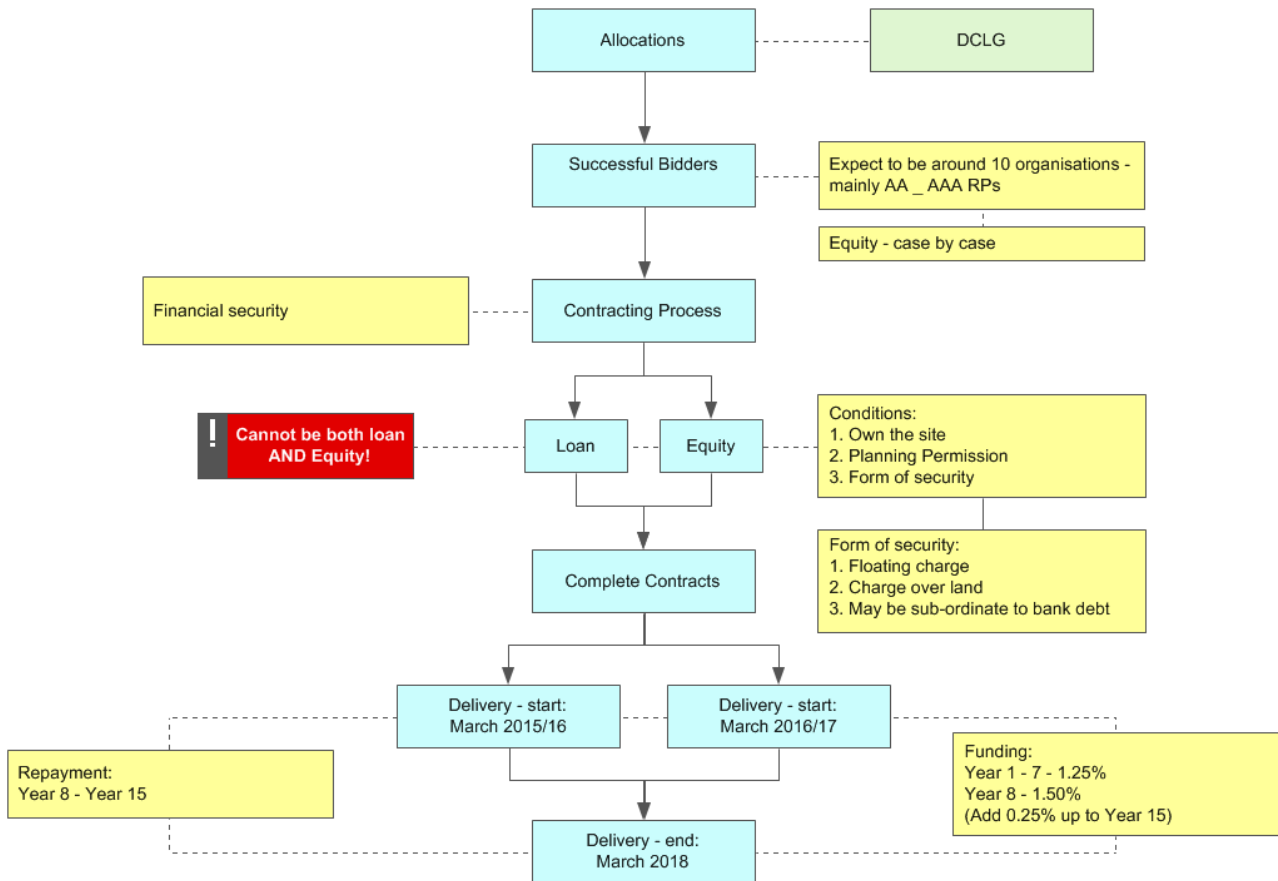 Allocations
DCLG
Successful Bidders
Expect to be around 10 organisations -
mainly AA _ AAA RPs
Equity - case by case
Financial security
Contracting Process
!
Cannot be both loan
AND Equity!
Loan
Equity
Conditions:
1. Own the site
2. Planning Permission
3. Form of security
Form of security:
1. Floating charge
2. Charge over land
3. May be sub-ordinate to bank debt
Complete Contracts
Delivery - start:
March 2015/16
Delivery - start:
March 2016/17
Repayment:
Year 8 - Year 15
Funding:
Year 1 - 7 - 1.25%
Year 8 - 1.50%
(Add 0.25% up to Year 15)
Delivery - end:
March 2018